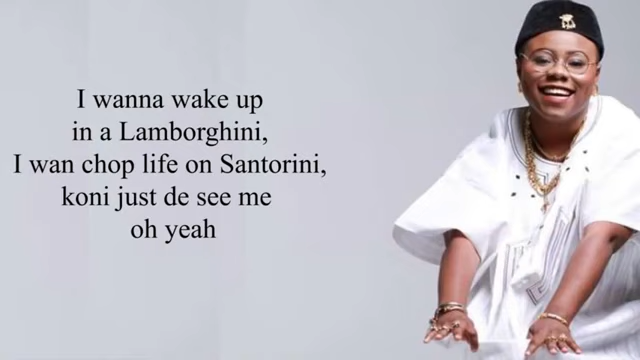 I wanna wake up
in a Lamborghini,
I wan chop life on Santorini,
koni just de see me
oh yeah